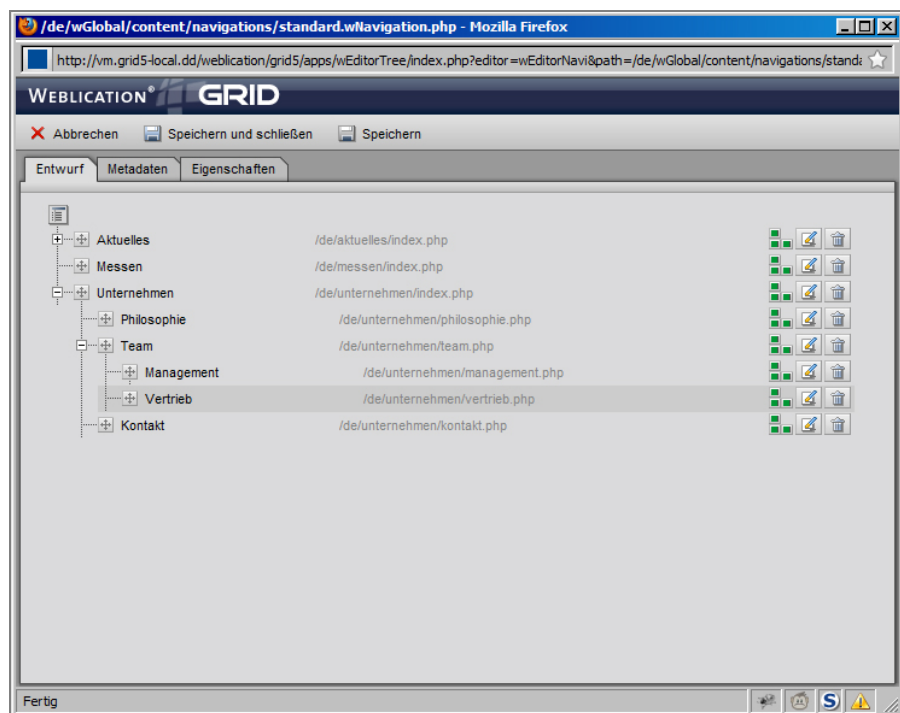 /de/wGlobal/content/navigations/standard.wNavigation.php - Mozilla Firefox
http://vm.grid5-local.dd/weblication/grid5/apps/wEditorTree/index.php?editor=wEditorNavi&path=/de/wGlobal/content/navigations/standa
WEBLICATION® GRID
Abbrechen Speichern und schließen Speichern
Entwurf Metadaten Eigenschaften
Aktuelles /de/aktuelles/index.php
Messen /de/messen/index.php
Unternehmen /de/unternehmen/index.php
Philosophie /de/unternehmen/philosophie.php
Team /de/unternehmen/team.php
Management /de/unternehmen/management.php
Vertrieb /de/unternehmen/vertrieb.php
Kontakt /de/unternehmen/kontakt.php
Fertig S